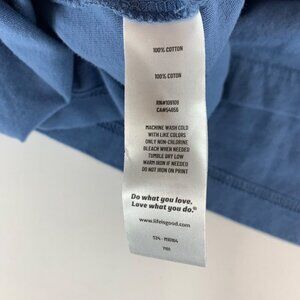 100% COTTON
100% COTON
RN#109109
CA#54856
MACHINE WASH COLD
WITH LIKE COLORS
ONLY NON-CHLORINE
BLEACH WHEN NEEDED
TUMBLE DRY LOW
WARM IRON IF NEEDED
DO NOT IRON ON PRINT
Do what you love,
Love what you do.®
www.lifeisgood.com